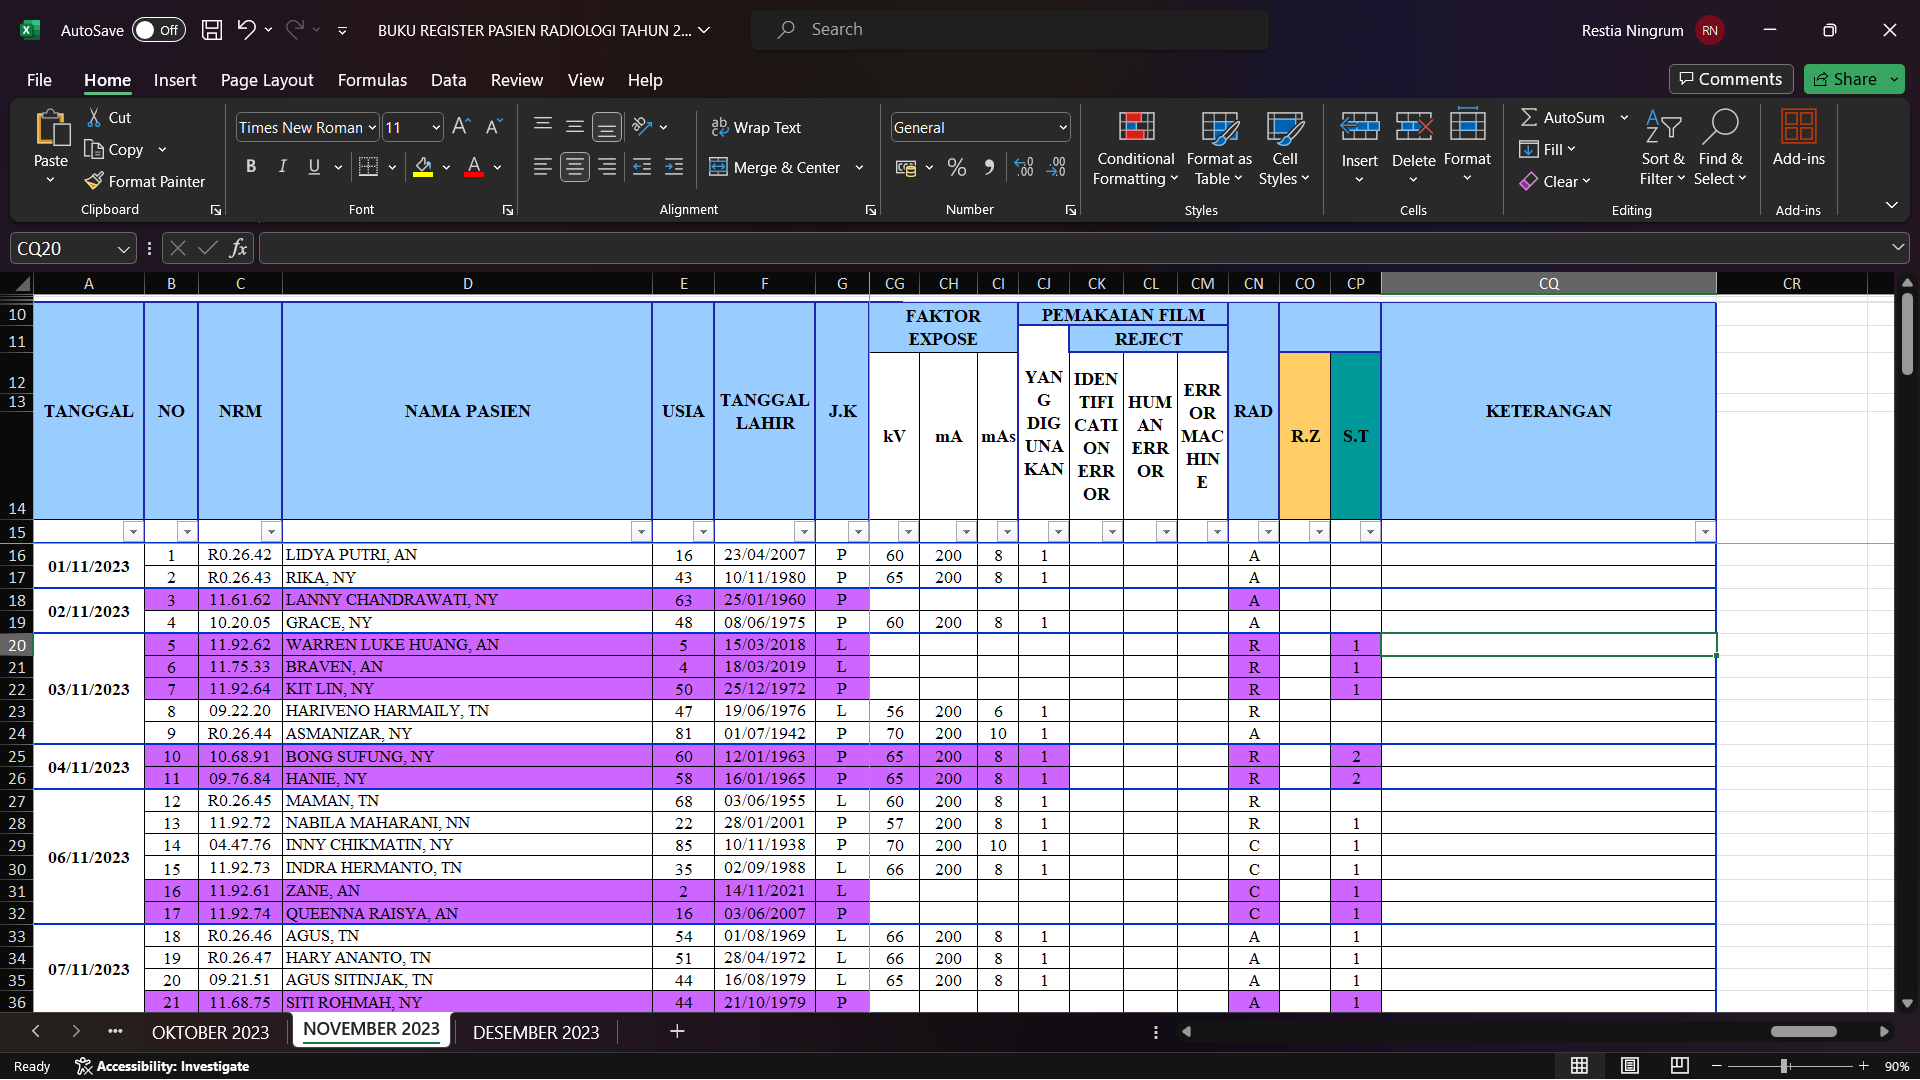 AutoSave Off BUKU REGISTER PASIEN RADIOLOGI TAHUN 2... Search Restia Ningrum RN
File Home Insert Page Layout Formulas Data Review View Help Comments Share
Paste Cut Copy Format Painter Clipboard
Times New Roman 11 B I U A Font
Wrap Text Merge & Center Alignment
General % Number
Conditional Formatting Format as Table Cell Styles Styles
Insert Delete Format Cells
AutoSum Fill Clear Sort & Filter Find & Select Editing
Add-ins Add-ins
CQ20 fx
A B C D E F G CG CH CI CJ CK CL CM CN CO CP CQ CR
10 11 12 13 14 15
TANGGAL NO NRM NAMA PASIEN USIA TANGGAL LAHIR J.K
FAKTOR EXPOSE kV mA mAs
PEMAKAIAN FILM
YANG DIGUNAKAN
REJECT
IDENTIFICATION ERROR HUMAN ERROR ERROR MACHINE
RAD R.Z S.T KETERANGAN
16 01/11/2023 1 R0.26.42 LIDYA PUTRI, AN 16 23/04/2007 P 60 200 8 1 A
17 2 R0.26.43 RIKA, NY 43 10/11/1980 P 65 200 8 1 A
18 02/11/2023 3 11.61.62 LANNY CHANDRAWATI, NY 63 25/01/1960 P A
19 4 10.20.05 GRACE, NY 48 08/06/1975 P 60 200 8 1 A
20 03/11/2023 5 11.92.62 WARREN LUKE HUANG, AN 5 15/03/2018 L R 1
21 6 11.75.33 BRAVEN, AN 4 18/03/2019 L R 1
22 7 11.92.64 KIT LIN, NY 50 25/12/1972 P R 1
23 8 09.22.20 HARIVENO HARMAILY, TN 47 19/06/1976 L 56 200 6 1 R
24 9 R0.26.44 ASMANIZAR, NY 81 01/07/1942 P 70 200 10 1 A
25 04/11/2023 10 10.68.91 BONG SUFUNG, NY 60 12/01/1963 P 65 200 8 1 R 2
26 11 09.76.84 HANIE, NY 58 16/01/1965 P 65 200 8 1 R 2
27 06/11/2023 12 R0.26.45 MAMAN, TN 68 03/06/1955 L 60 200 8 1 R
28 13 11.92.72 NABILA MAHARANI, NN 22 28/01/2001 P 57 200 8 1 R 1
29 14 04.47.76 INNY CHIKMATIN, NY 85 10/11/1938 P 70 200 10 1 C 1
30 15 11.92.73 INDRA HERMANTO, TN 35 02/09/1988 L 66 200 8 1 C 1
31 16 11.92.61 ZANE, AN 2 14/11/2021 L C 1
32 17 11.92.74 QUEENNA RAISYA, AN 16 03/06/2007 P C 1
33 07/11/2023 18 R0.26.46 AGUS, TN 54 01/08/1969 L 66 200 8 1 A 1
34 19 R0.26.47 HARY ANANTO, TN 51 28/04/1972 L 66 200 8 1 A 1
35 20 09.21.51 AGUS SITINJAK, TN 44 16/08/1979 L 65 200 8 1 A 1
36 21 11.68.75 SITI ROHMAH, NY 44 21/10/1979 P A 1
OKTOBER 2023 NOVEMBER 2023 DESEMBER 2023
Ready Accessibility: Investigate 90%